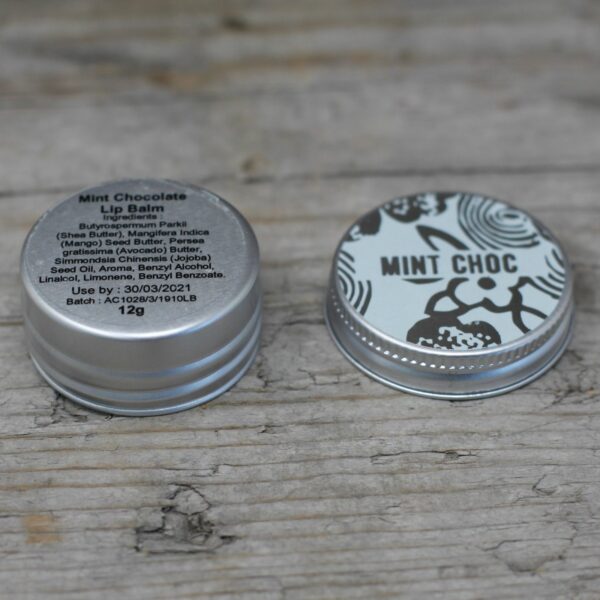 Mint Chocolate
Lip Balm
Ingredients :
Butyrospermum Parkii
(Shea Butter), Mangifera Indica
(Mango) Seed Butter, Persea
gratissima (Avocado) Butter,
Simmondsia Chinensis (Jojoba)
Seed Oil, Aroma, Benzyl Alcohol,
Linalool, Limonene, Benzyl Benzoate.
Use by : 30/03/2021
Batch : AC1028/3/1910LB
12g
MINT CHOC